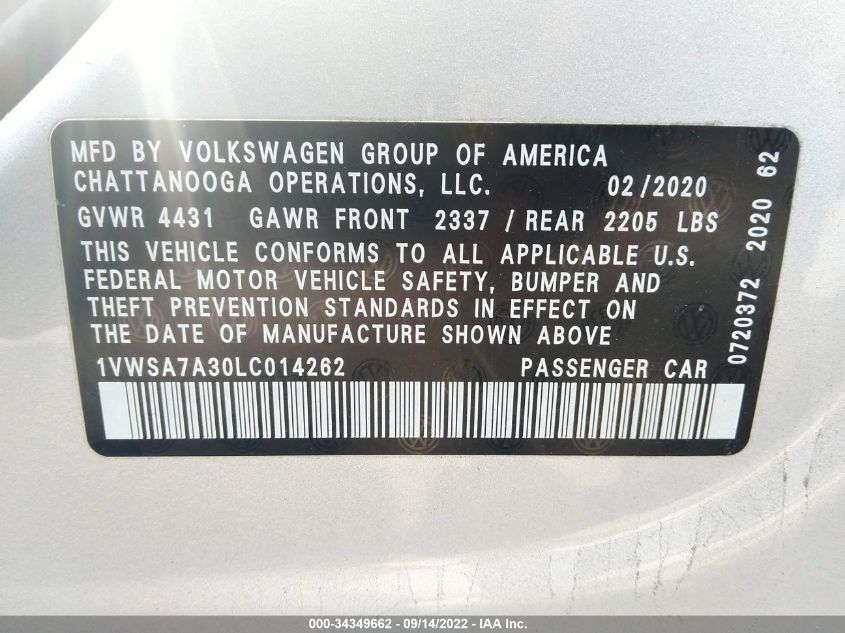 MFD BY VOLKSWAGEN GROUP OF AMERICA
CHATTANOOGA OPERATIONS, LLC. 02/2020
GVWR 4431 GAWR FRONT 2337 / REAR 2205 LBS
THIS VEHICLE CONFORMS TO ALL APPLICABLE U.S.
FEDERAL MOTOR VEHICLE SAFETY, BUMPER AND
THEFT PREVENTION STANDARDS IN EFFECT ON
THE DATE OF MANUFACTURE SHOWN ABOVE
1VWSA7A30LC014262 PASSENGER CAR
0720372 2020 62
000-34349662 - 09/14/2022 - IAA Inc.